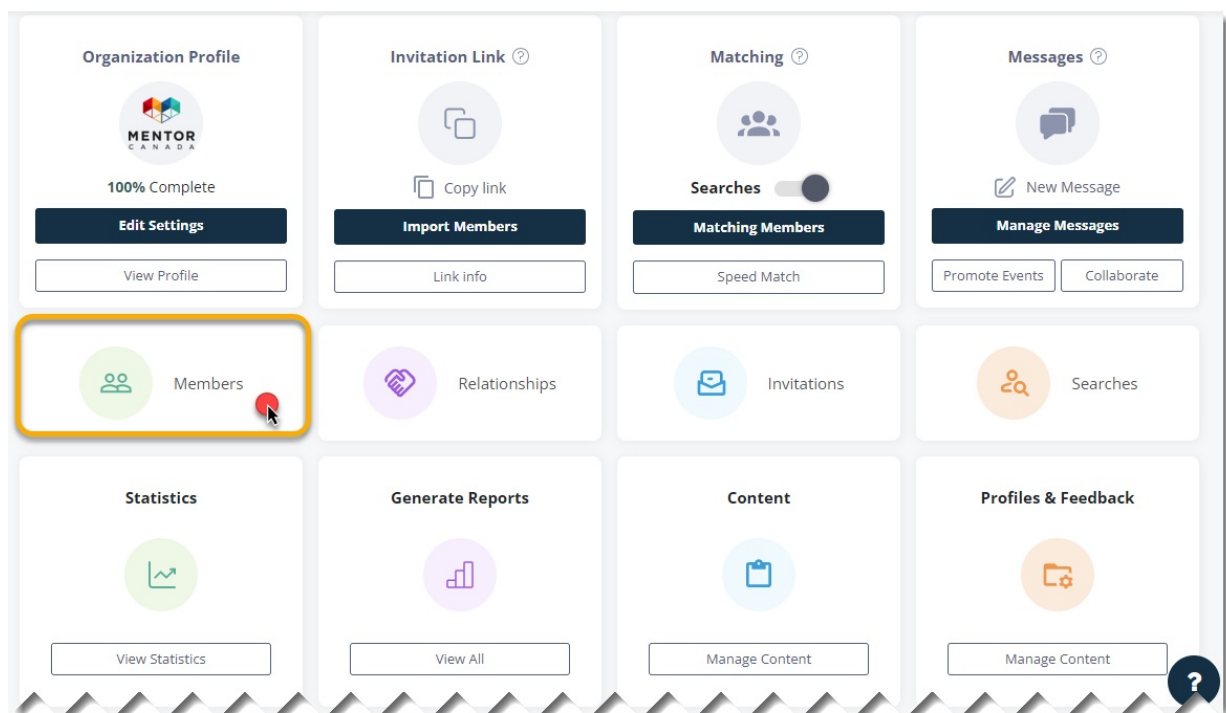 Organization Profile
MENTOR
CANADA
100% Complete
Edit Settings
View Profile
Invitation Link ?
Copy link
Import Members
Link info
Matching ?
Searches
Matching Members
Speed Match
Messages ?
New Message
Manage Messages
Promote Events Collaborate
Members
Relationships
Invitations
Searches
Statistics
View Statistics
Generate Reports
View All
Content
Manage Content
Profiles & Feedback
Manage Content
?